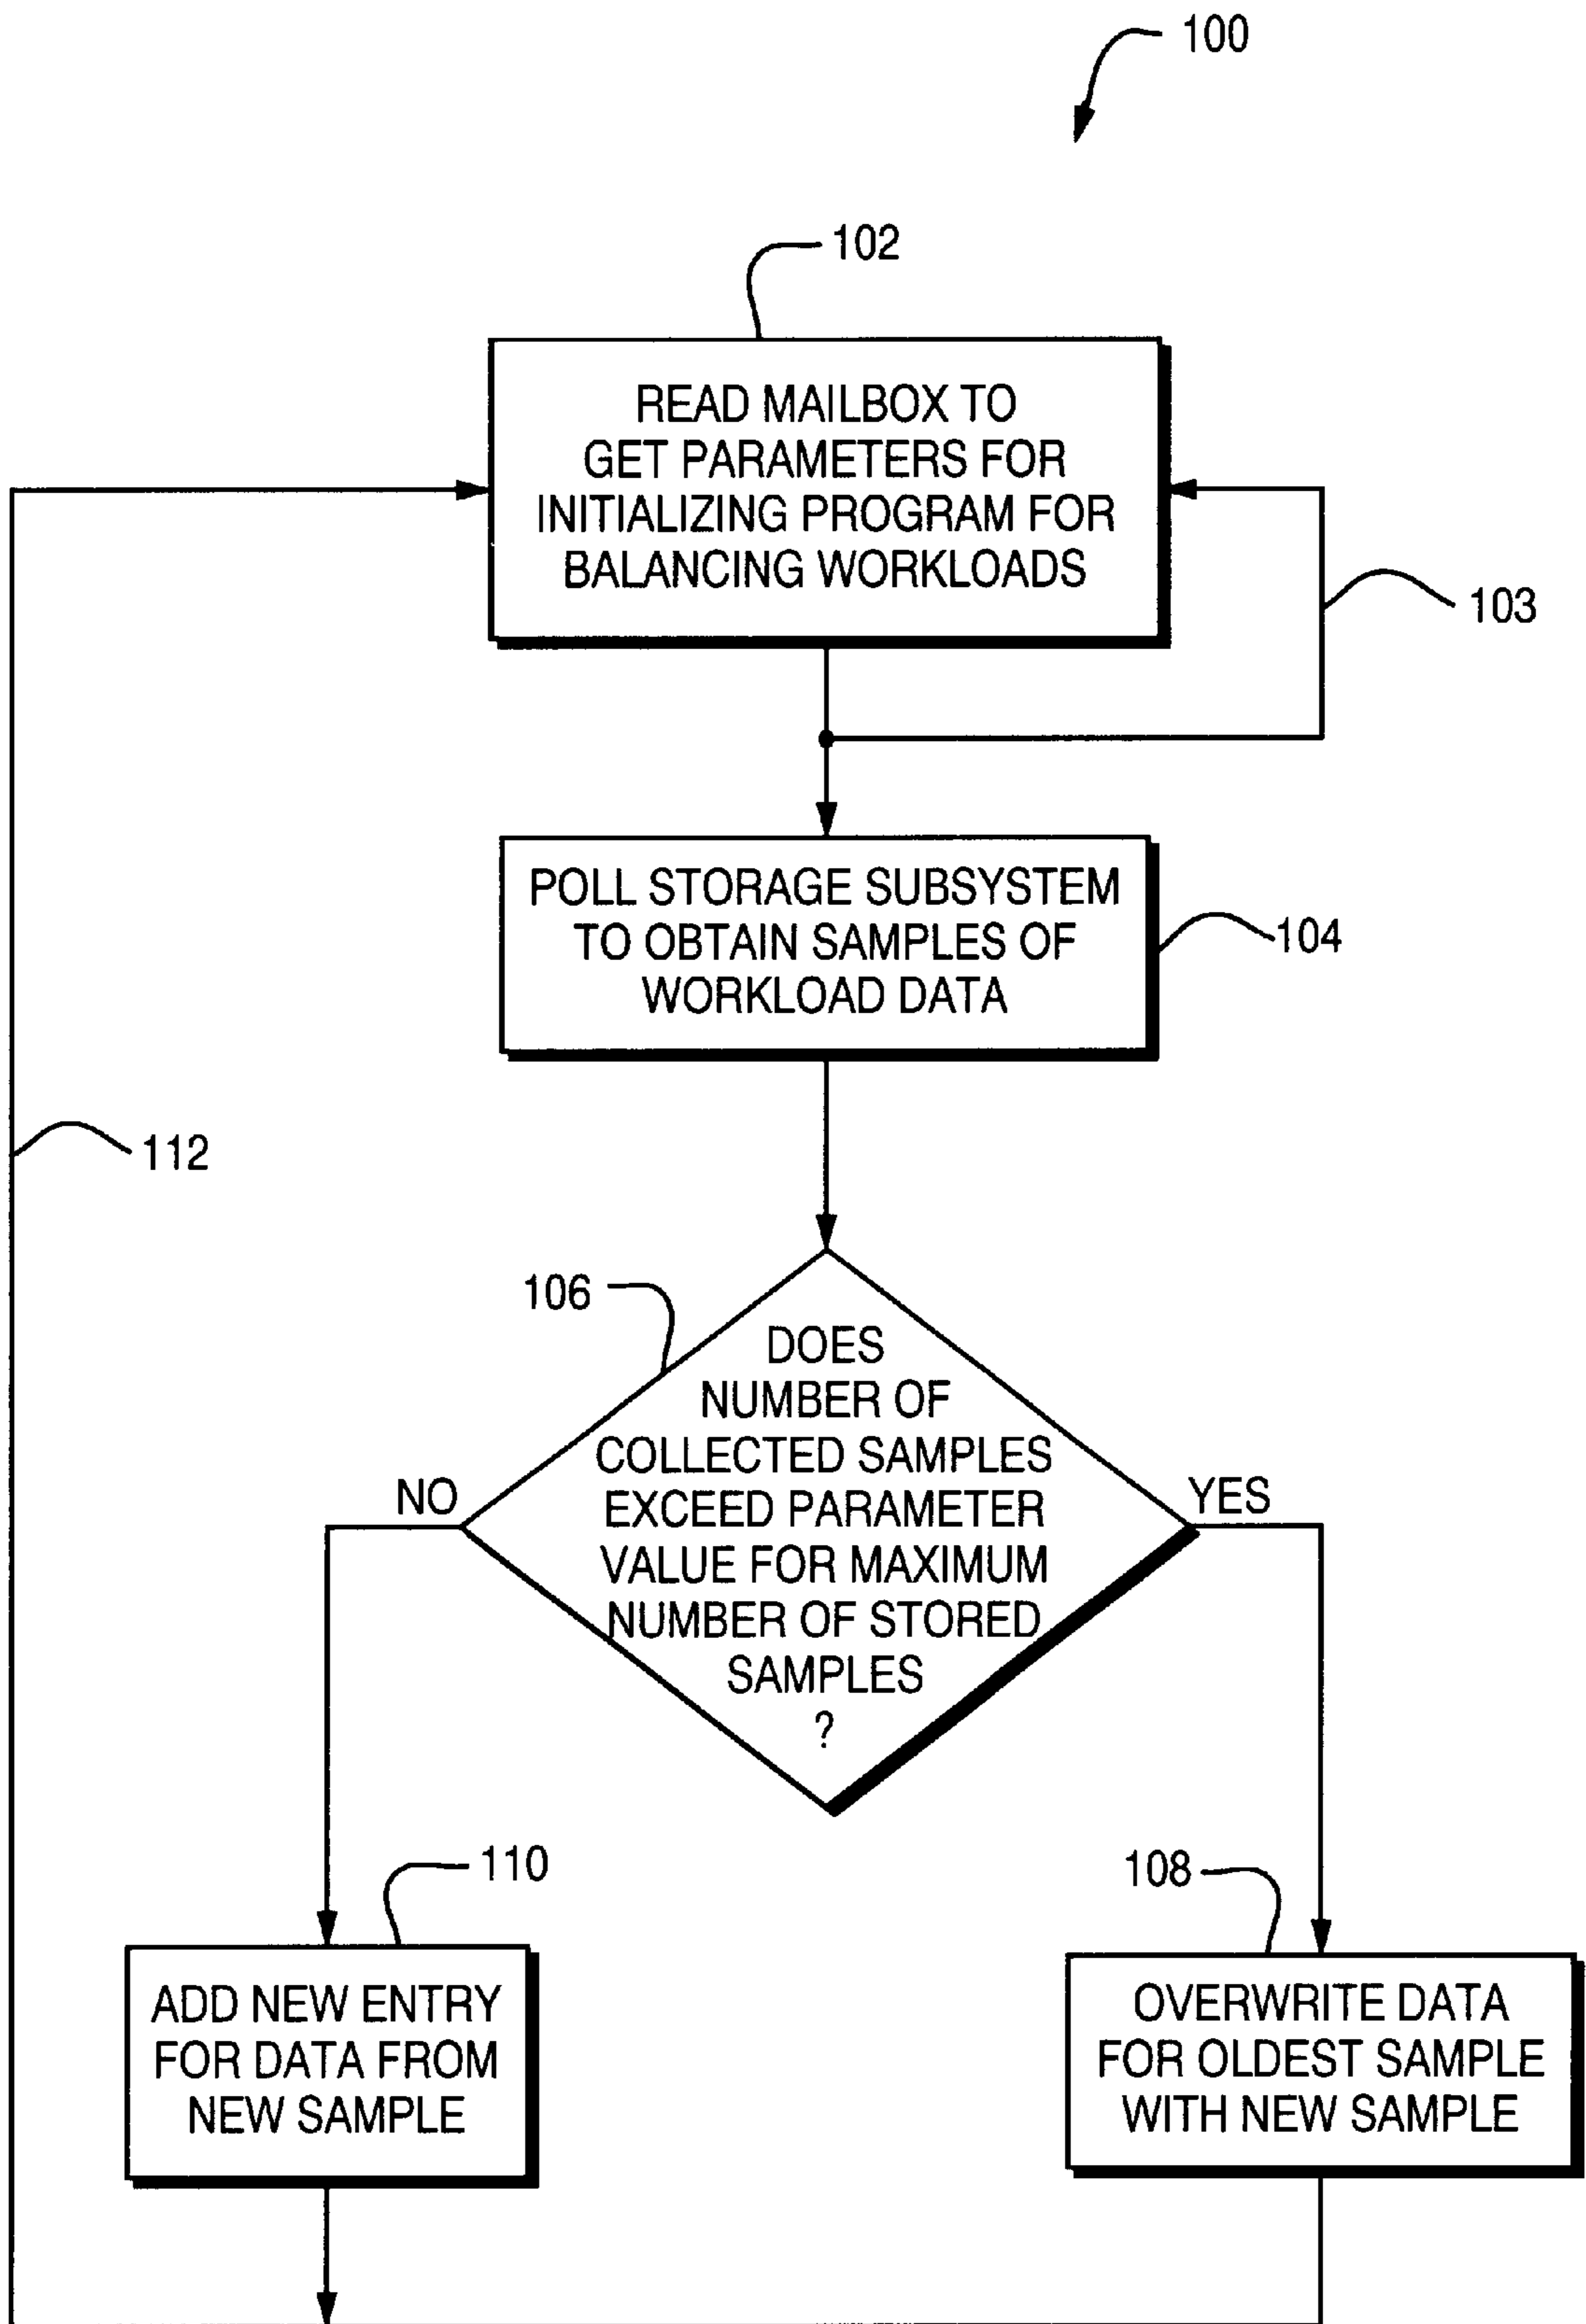 100
102
READ MAILBOX TO
GET PARAMETERS FOR
INITIALIZING PROGRAM FOR
BALANCING WORKLOADS
103
POLL STORAGE SUBSYSTEM
TO OBTAIN SAMPLES OF
WORKLOAD DATA
104
112
106
DOES
NUMBER OF
COLLECTED SAMPLES
EXCEED PARAMETER
VALUE FOR MAXIMUM
NUMBER OF STORED
SAMPLES
?
NO
YES
110
ADD NEW ENTRY
FOR DATA FROM
NEW SAMPLE
108
OVERWRITE DATA
FOR OLDEST SAMPLE
WITH NEW SAMPLE